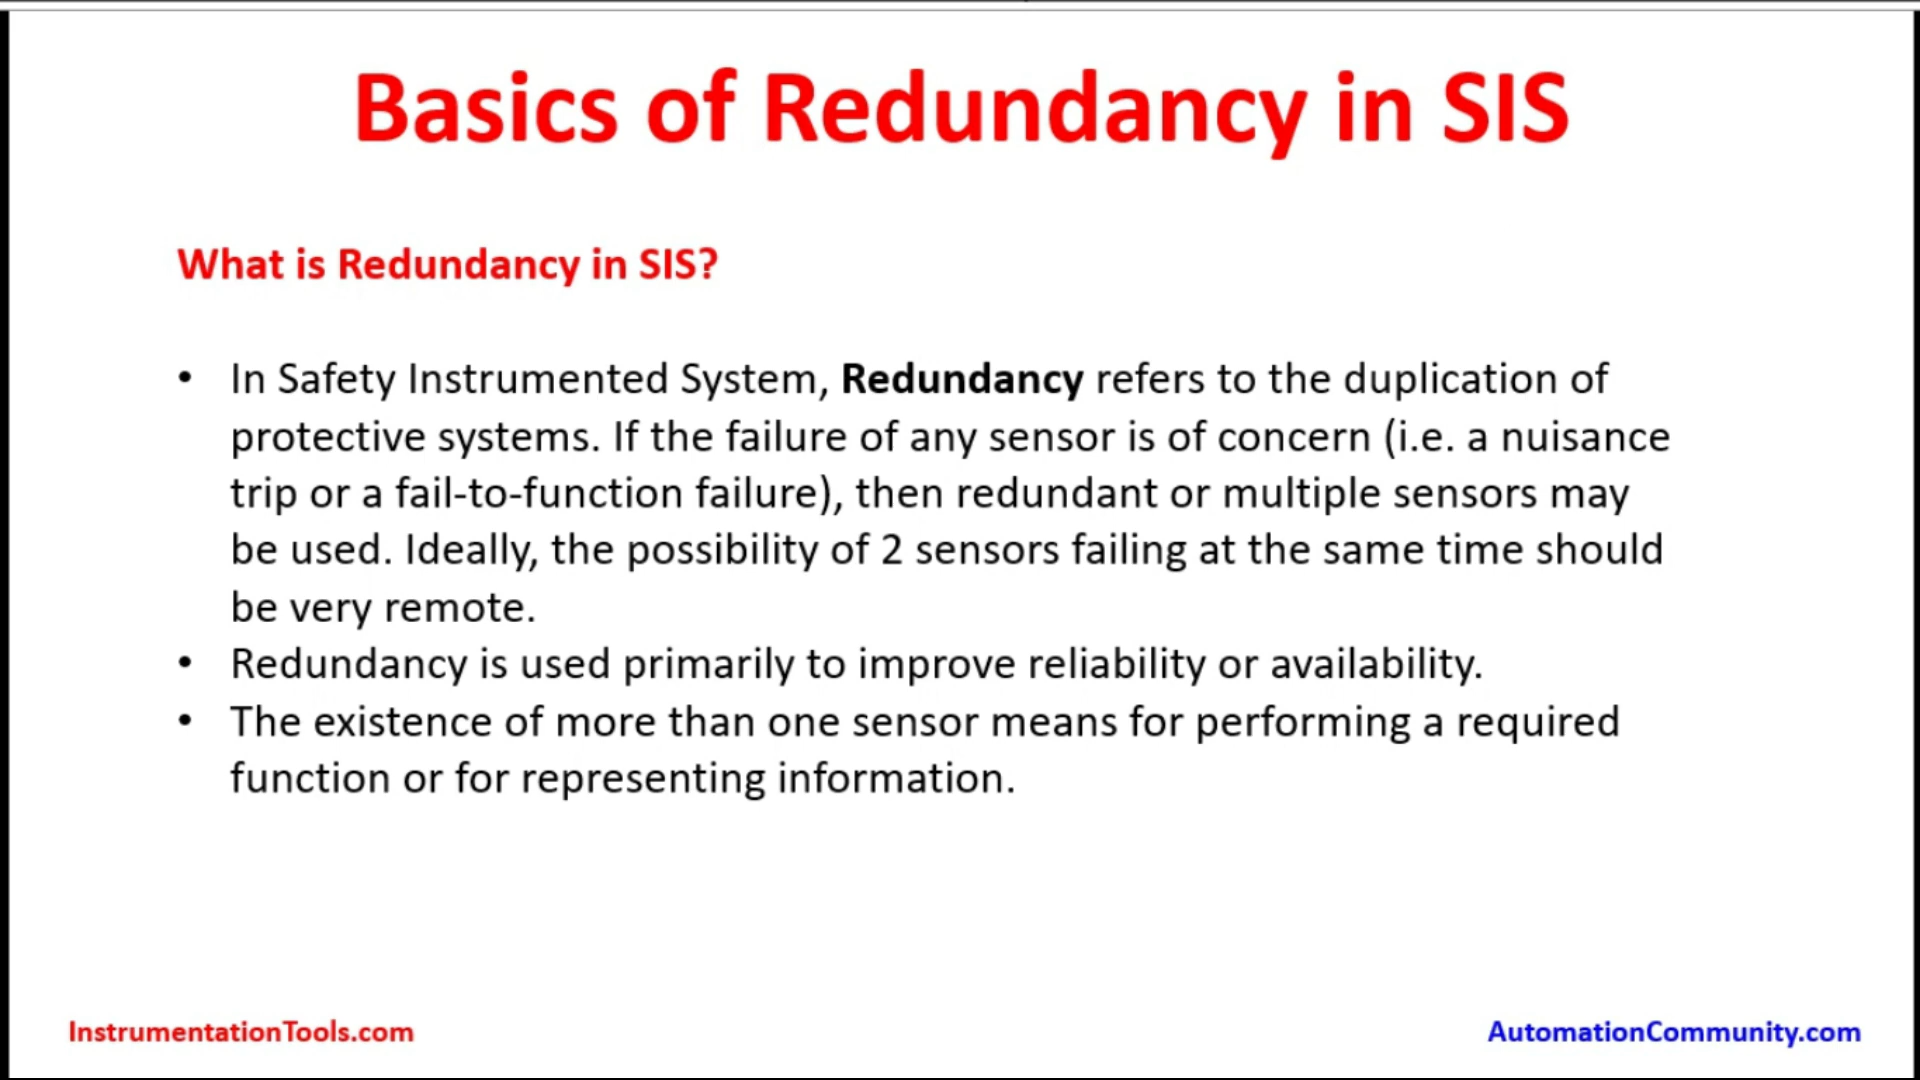 Basics of Redundancy in SIS
What is Redundancy in SIS?
• In Safety Instrumented System, Redundancy refers to the duplication of
protective systems. If the failure of any sensor is of concern (i.e. a nuisance
trip or a fail-to-function failure), then redundant or multiple sensors may
be used. Ideally, the possibility of 2 sensors failing at the same time should
be very remote.
• Redundancy is used primarily to improve reliability or availability.
• The existence of more than one sensor means for performing a required
function or for representing information.
InstrumentationTools.com
AutomationCommunity.com